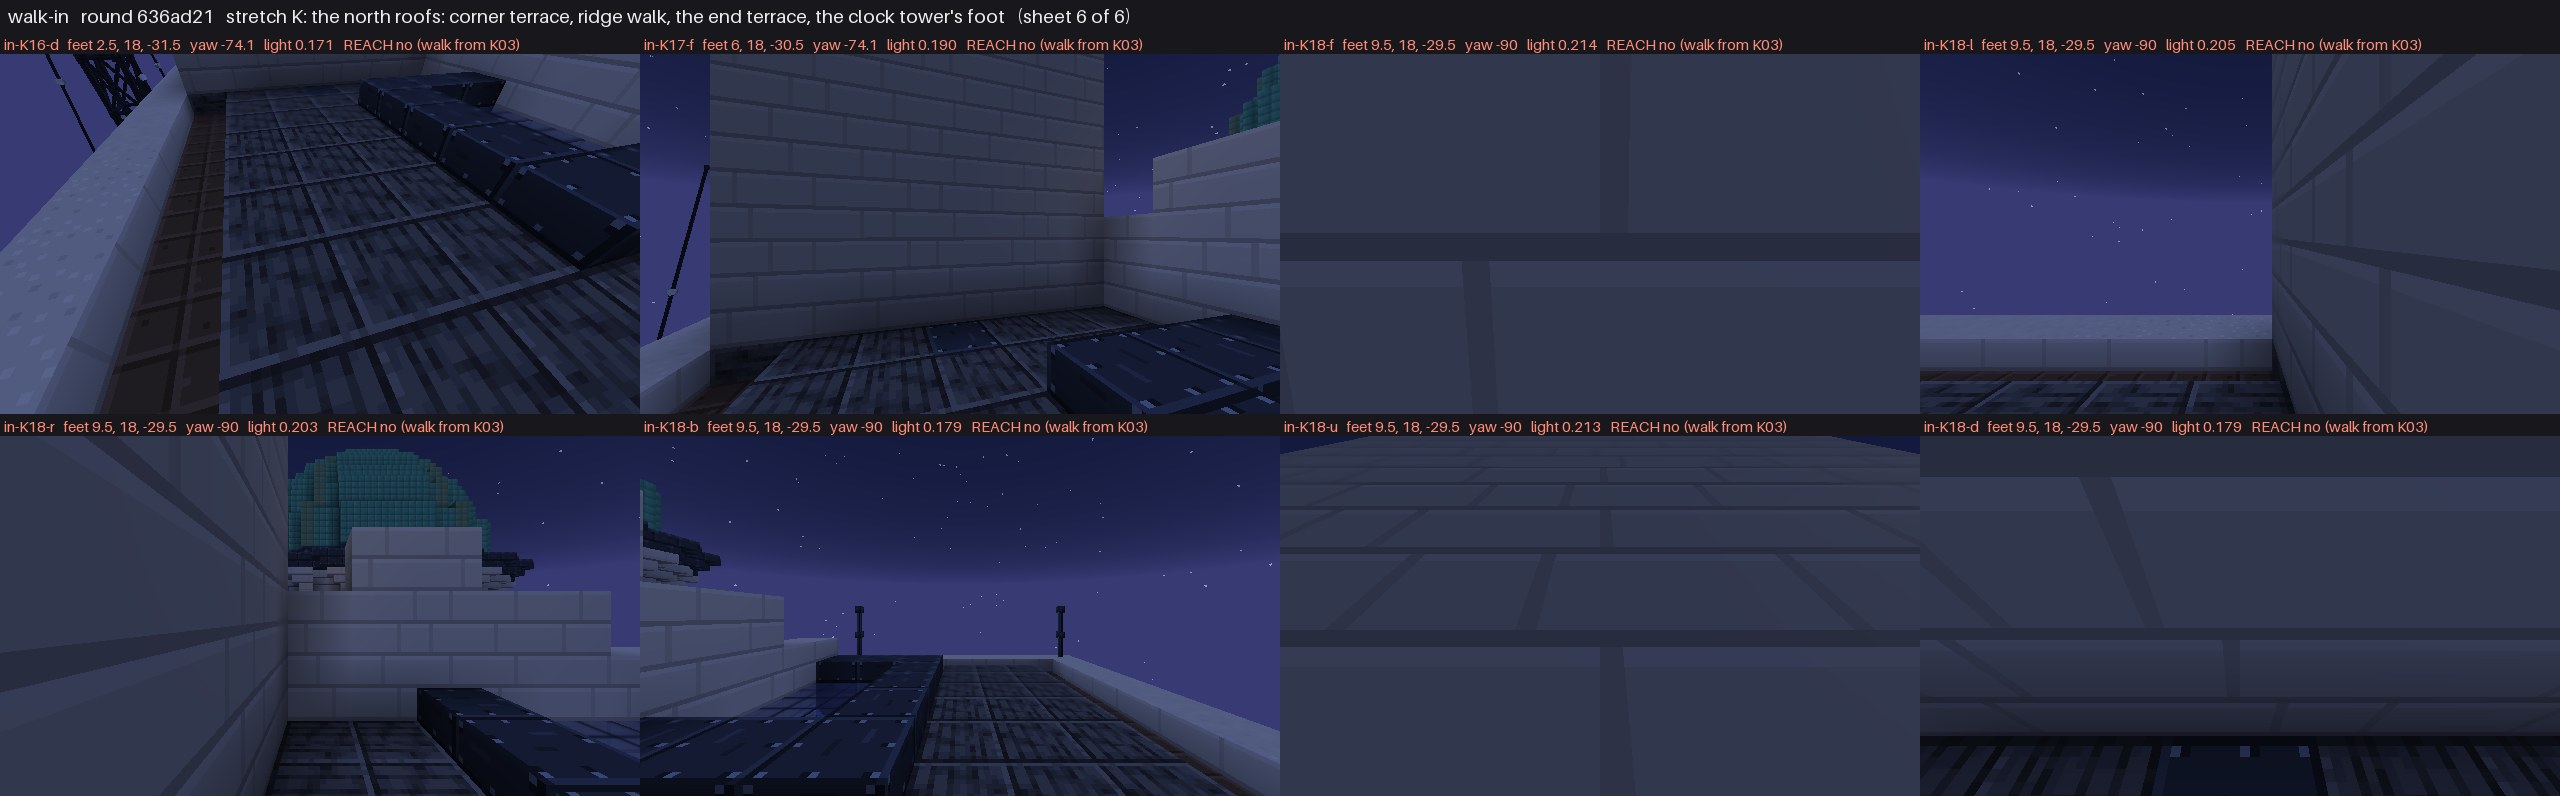 walk-in round 636ad21 stretch K: the north roofs: corner terrace, ridge walk, the end terrace, the clock tower's foot (sheet 6 of 6)
in-K16-d feet 2.5, 18, -31.5 yaw -74.1 light 0.171 REACH no (walk from K03)
in-K17-f feet 6, 18, -30.5 yaw -74.1 light 0.190 REACH no (walk from K03)
in-K18-f feet 9.5, 18, -29.5 yaw -90 light 0.214 REACH no (walk from K03)
in-K18-l feet 9.5, 18, -29.5 yaw -90 light 0.205 REACH no (walk from K03)
in-K18-r feet 9.5, 18, -29.5 yaw -90 light 0.203 REACH no (walk from K03)
in-K18-b feet 9.5, 18, -29.5 yaw -90 light 0.179 REACH no (walk from K03)
in-K18-u feet 9.5, 18, -29.5 yaw -90 light 0.213 REACH no (walk from K03)
in-K18-d feet 9.5, 18, -29.5 yaw -90 light 0.179 REACH no (walk from K03)